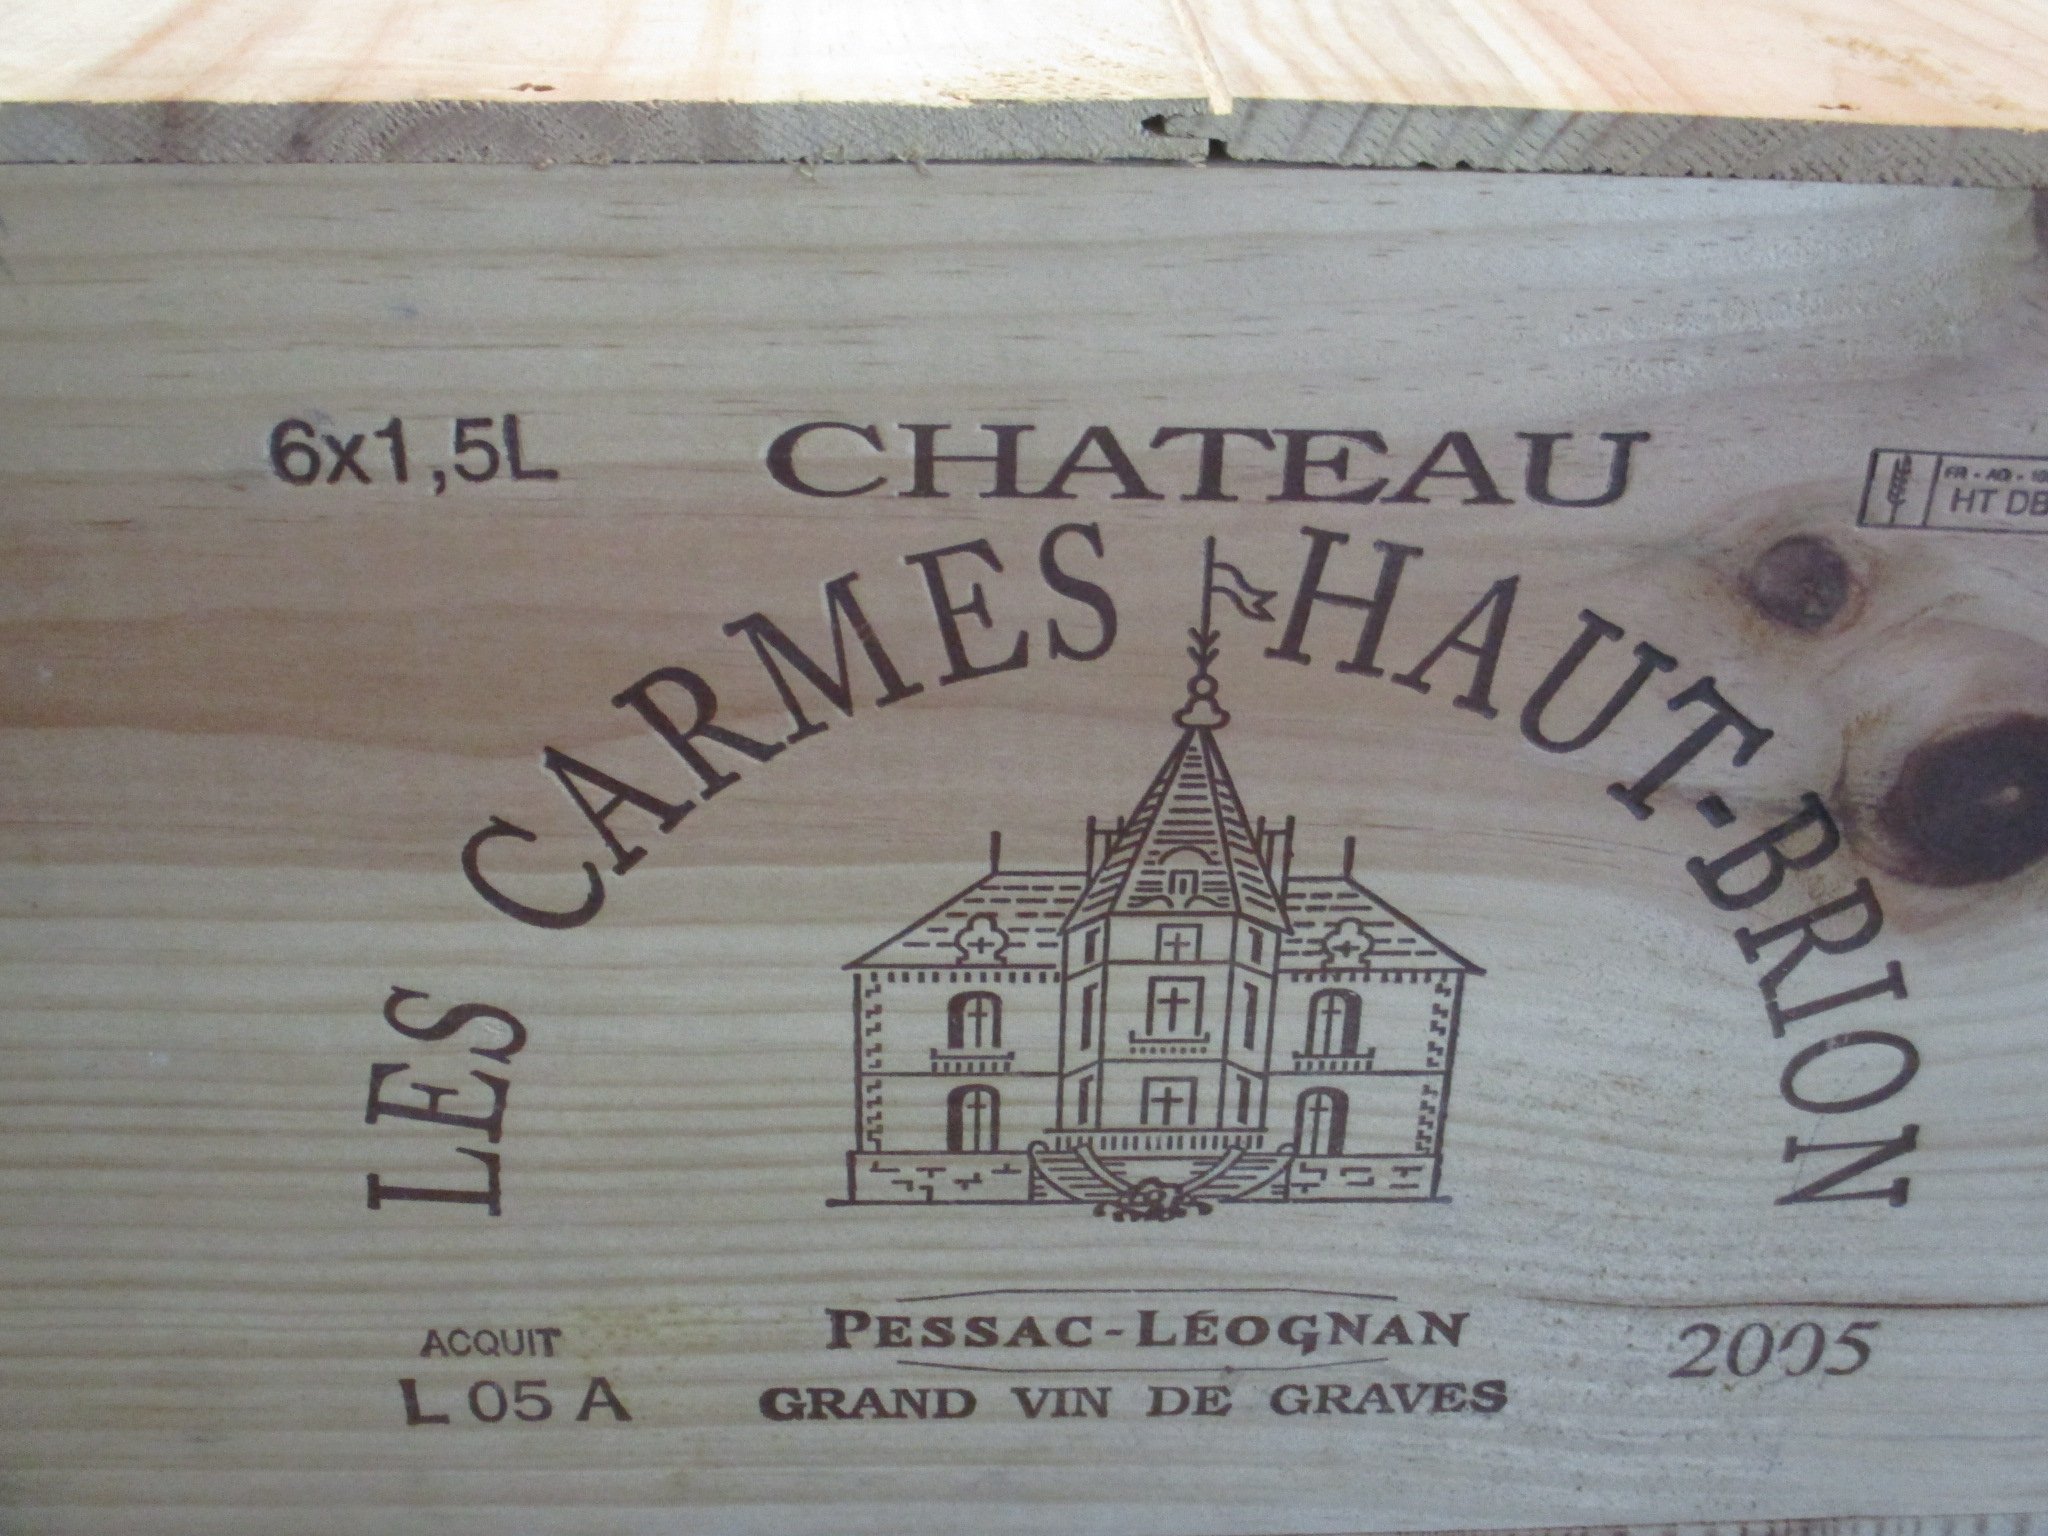 6x1,5L
CHATEAU
LES CARMES HAUT-BRION
HT DB
PESSAC-LÉOGNAN
GRAND VIN DE GRAVES
2005
ACQUIT
L 05 A